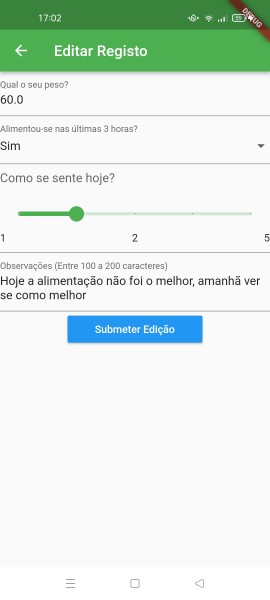 17:02
DEBUG
Editar Registo
Qual o seu peso?
60.0
Alimentou-se nas últimas 3 horas?
Sim
Como se sente hoje?
1 2 5
Observações (Entre 100 a 200 caracteres)
Hoje a alimentação não foi o melhor, amanhã ver
se como melhor
Submeter Edição